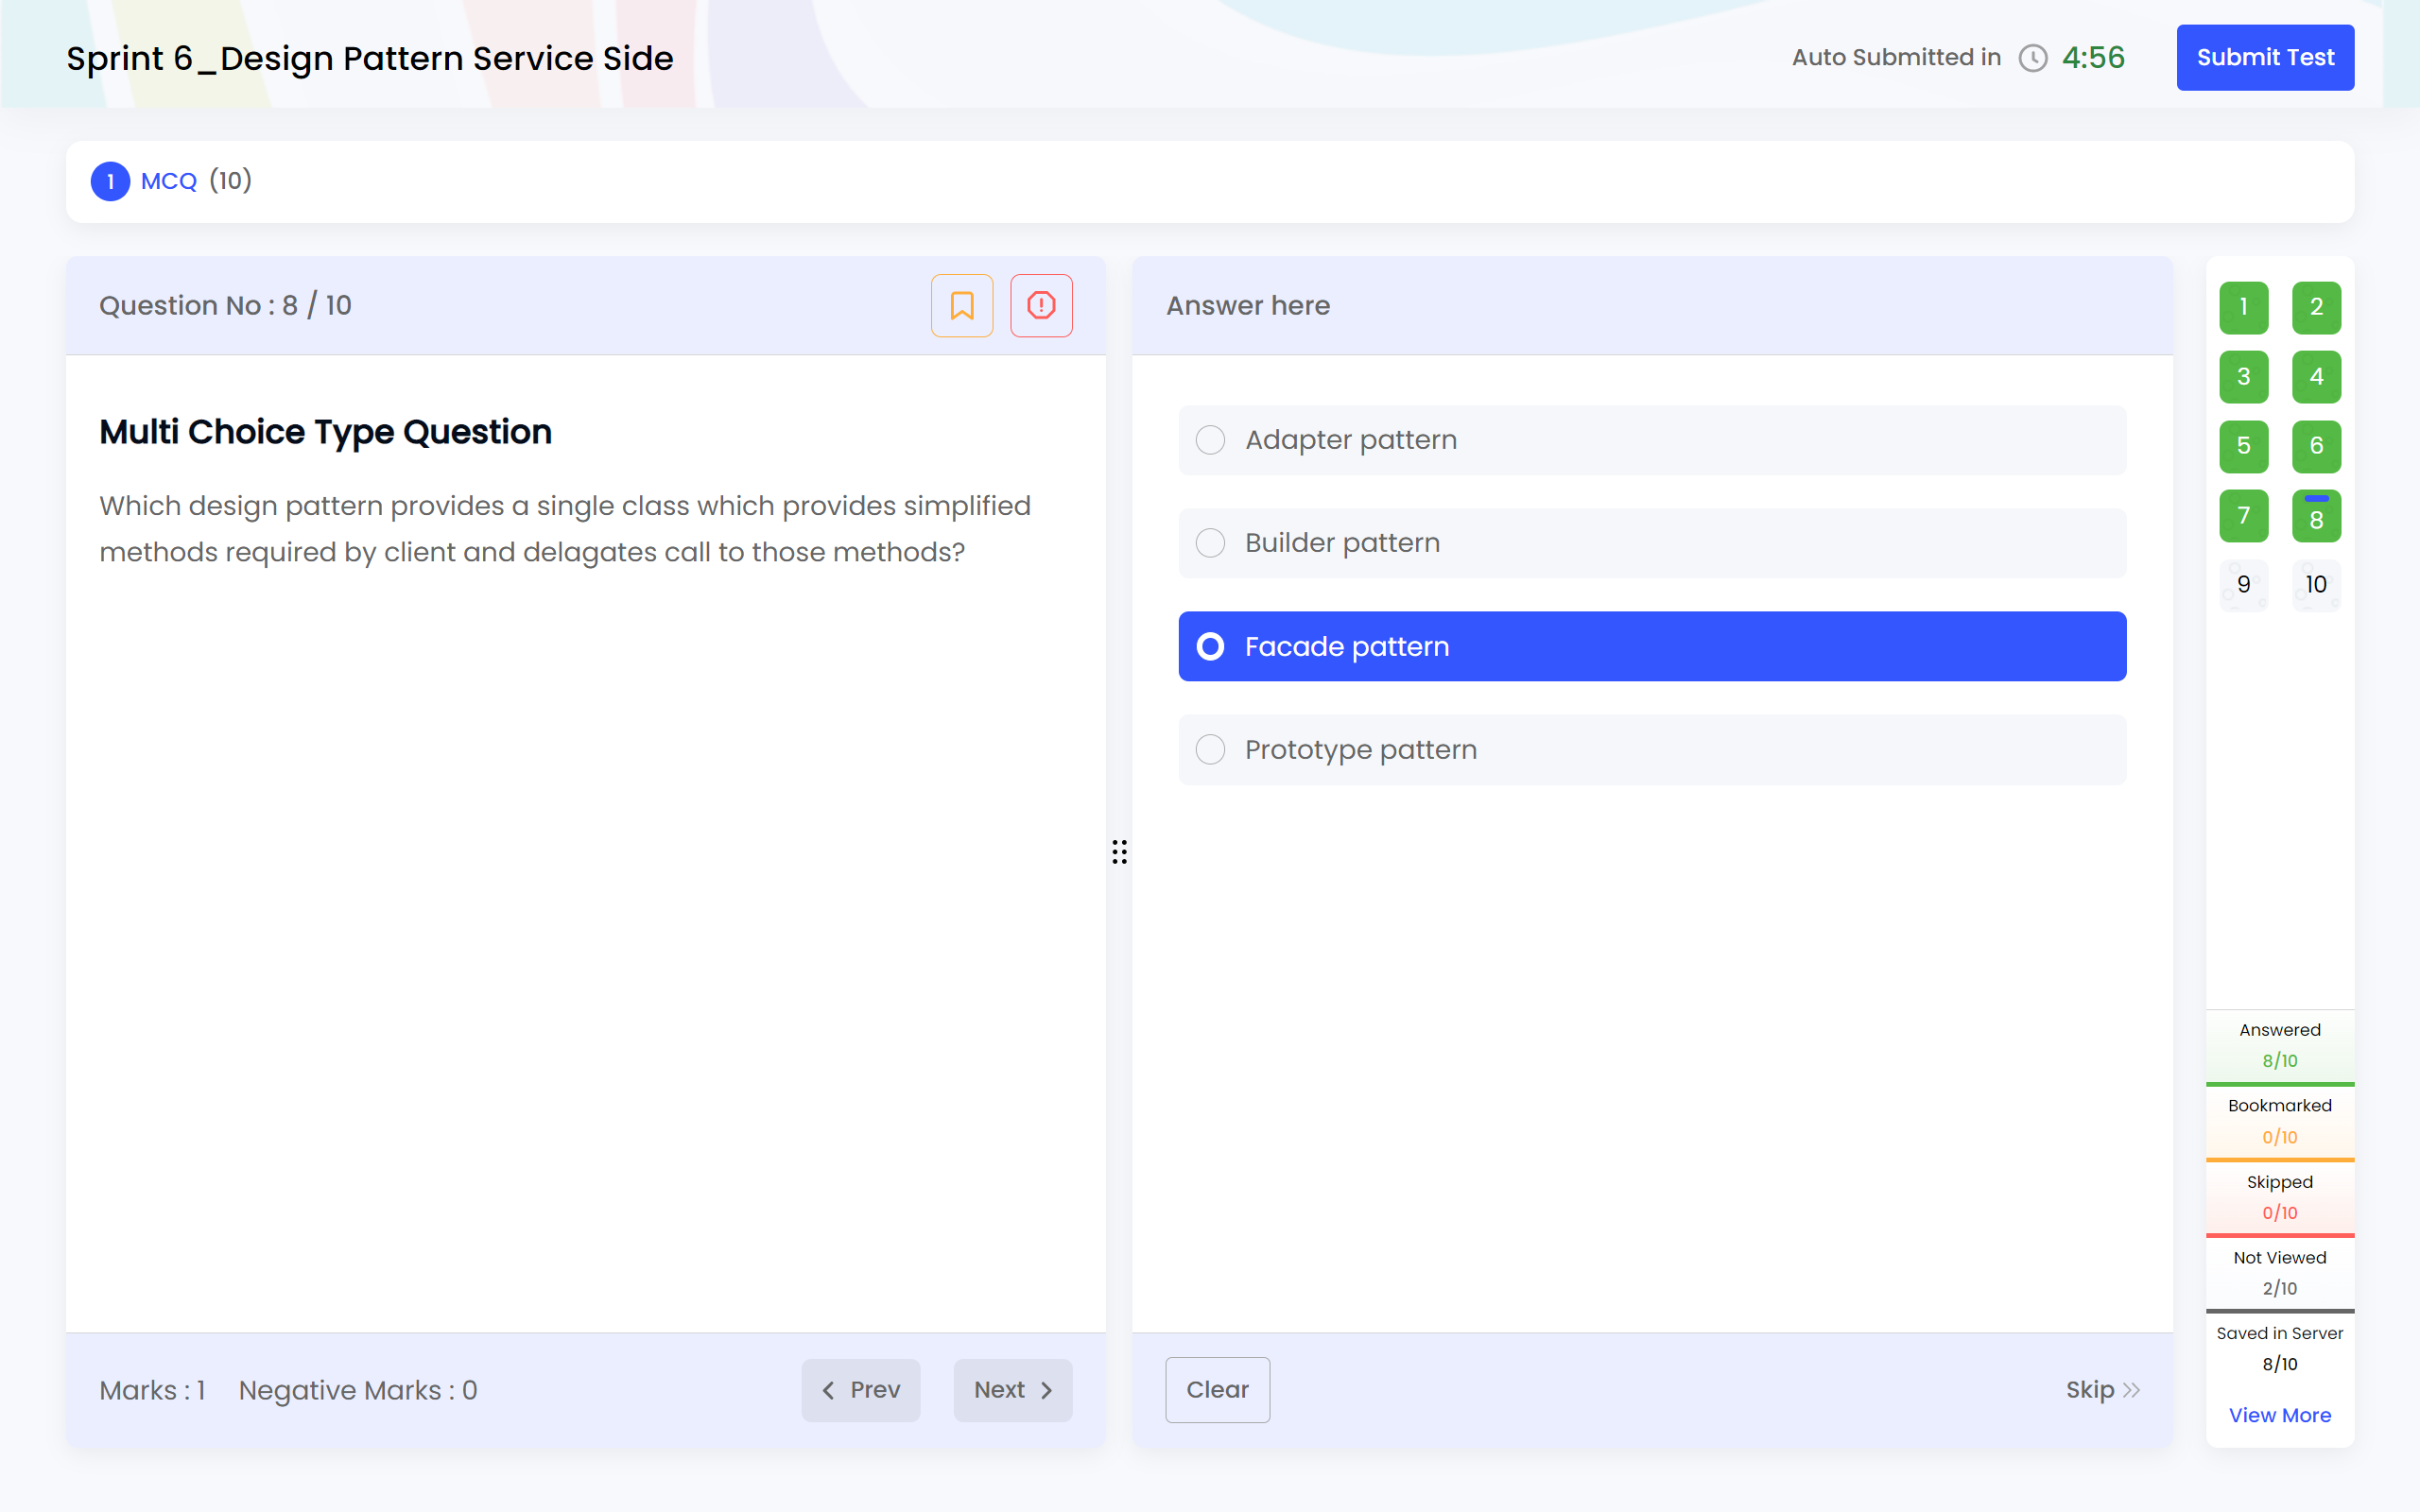 Sprint 6_Design Pattern Service Side
Auto Submitted in 4:56
Submit Test
1 MCQ (10)
Question No : 8 / 10
Multi Choice Type Question
Which design pattern provides a single class which provides simplified
methods required by client and delagates call to those methods?
Marks : 1 Negative Marks : 0
Prev
Next
Answer here
Adapter pattern
Builder pattern
Facade pattern
Prototype pattern
Clear
Skip
1 2
3 4
5 6
7 8
9 10
Answered
8/10
Bookmarked
0/10
Skipped
0/10
Not Viewed
2/10
Saved in Server
8/10
View More